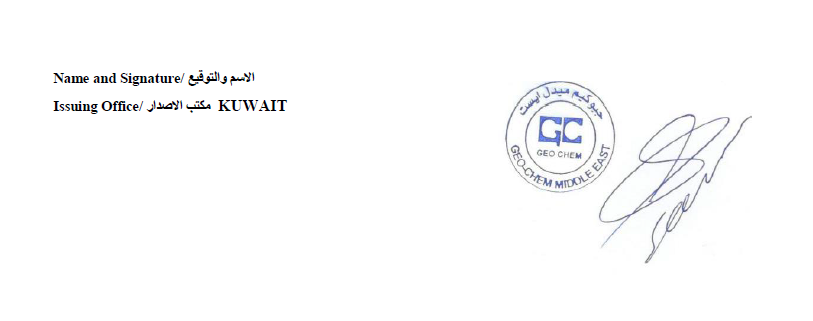 Name and Signature/ الاسم والتوقيع
Issuing Office/ مكتب الاصدار KUWAIT
جيوكيم ميدل ايست
GC
GEO CHEM
GEO-CHEM MIDDLE EAST